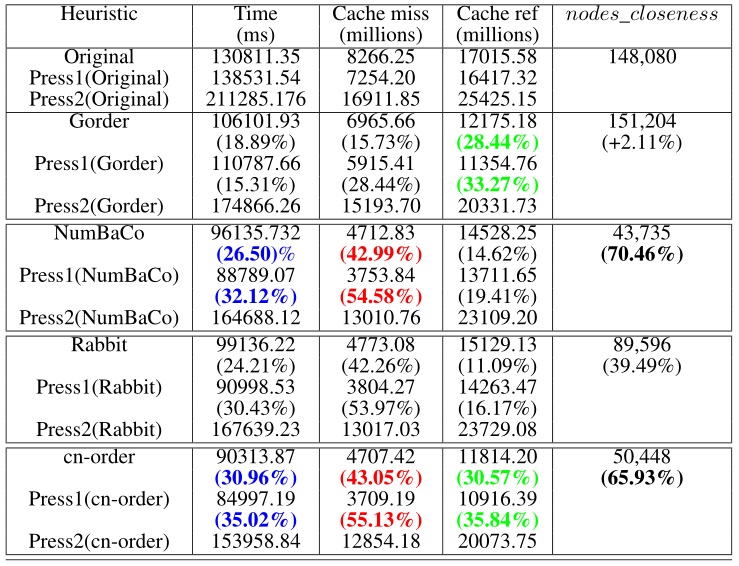 Heuristic Time Cache miss Cache ref nodes_closeness
(ms) (millions) (millions)
Original 130811.35 8266.25 17015.58 148,080
Press1(Original) 138531.54 7254.20 16417.32
Press2(Original) 211285.176 16911.85 25425.15
Gorder 106101.93 6965.66 12175.18 151,204
(18.89%) (15.73%) (28.44%) (+2.11%)
Press1(Gorder) 110787.66 5915.41 11354.76
(15.31%) (28.44%) (33.27%)
Press2(Gorder) 174866.26 15193.70 20331.73
NumBaCo 96135.732 4712.83 14528.25 43,735
(26.50)% (42.99%) (14.62%) (70.46%)
Press1(NumBaCo) 88789.07 3753.84 13711.65
(32.12%) (54.58%) (19.41%)
Press2(NumBaCo) 164688.12 13010.76 23109.20
Rabbit 99136.22 4773.08 15129.13 89,596
(24.21%) (42.26%) (11.09%) (39.49%)
Press1(Rabbit) 90998.53 3804.27 14263.47
(30.43%) (53.97%) (16.17%)
Press2(Rabbit) 167639.23 13017.03 23729.08
cn-order 90313.87 4707.42 11814.20 50,448
(30.96%) (43.05%) (30.57%) (65.93%)
Press1(cn-order) 84997.19 3709.19 10916.39
(35.02%) (55.13%) (35.84%)
Press2(cn-order) 153958.84 12854.18 20073.75